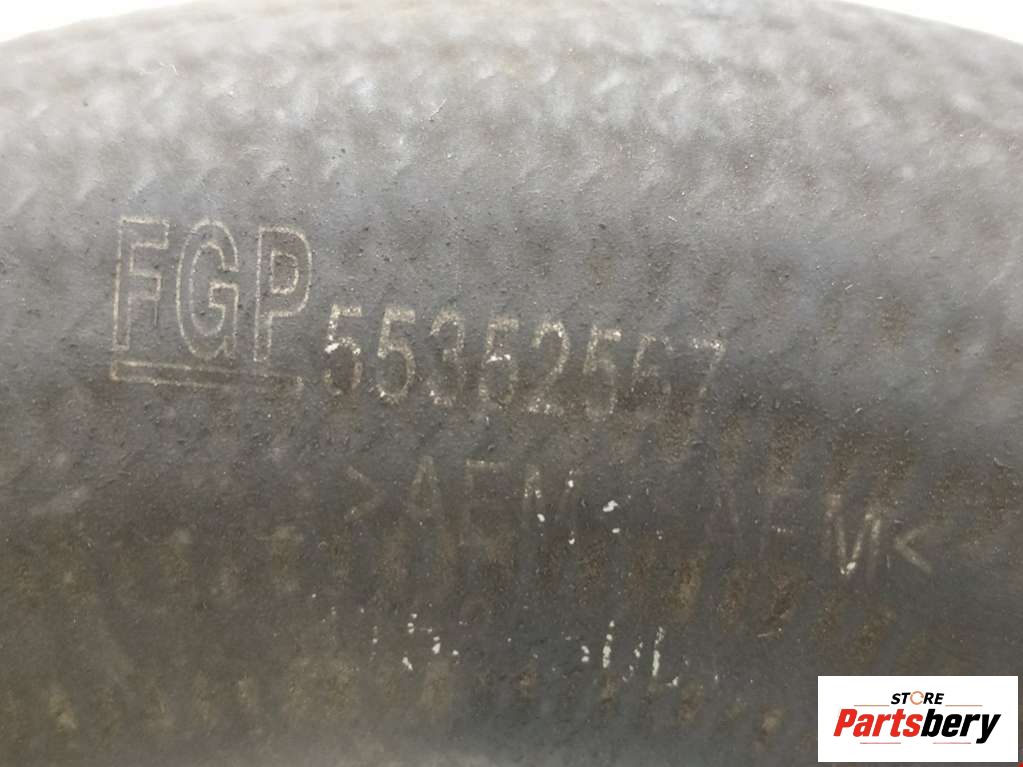 FGP 55352567
>AEM AEM<
STORE
Partsbery